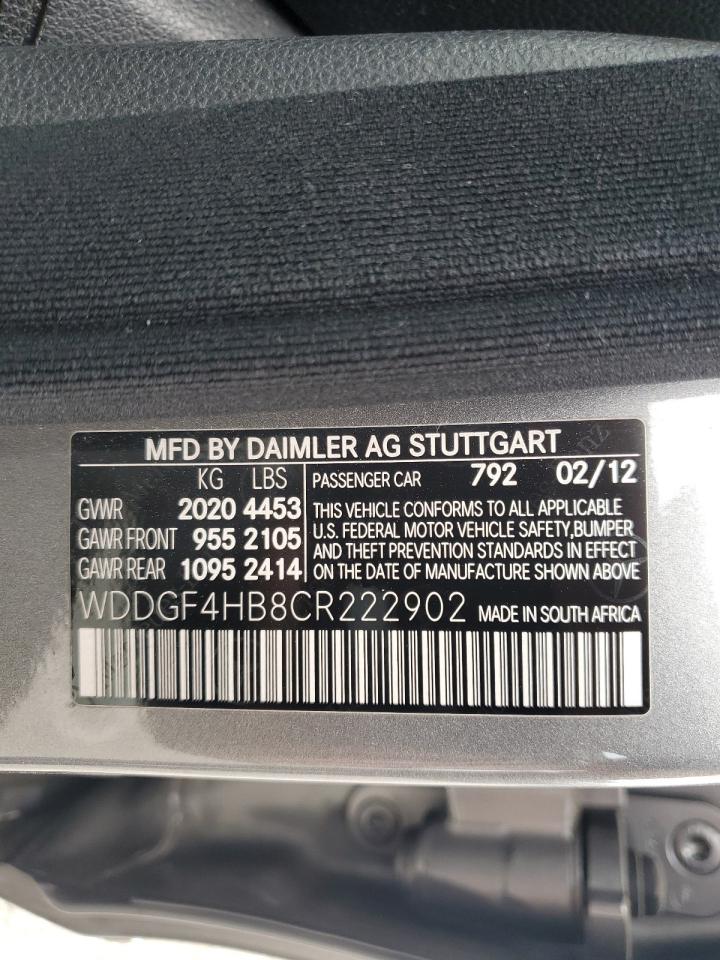 MFD BY DAIMLER AG STUTTGART
KG LBS PASSENGER CAR 792 02/12
GVWR 2020 4453 THIS VEHICLE CONFORMS TO ALL APPLICABLE
GAWR FRONT 955 2105 U.S. FEDERAL MOTOR VEHICLE SAFETY,BUMPER
AND THEFT PREVENTION STANDARDS IN EFFECT
GAWR REAR 1095 2414 ON THE DATE OF MANUFACTURE SHOWN ABOVE.
WDDGF4HB8CR222902 MADE IN SOUTH AFRICA